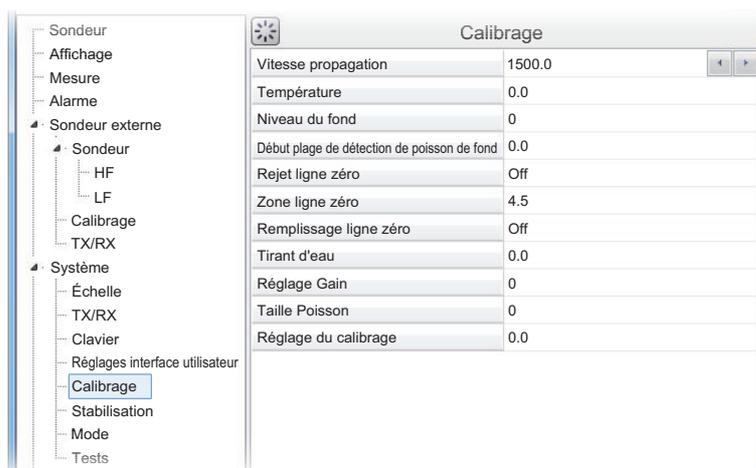 Sondeur
Affichage
Mesure
Alarme
Sondeur externe
Sondeur
HF
LF
Calibrage
TX/RX
Système
Échelle
TX/RX
Clavier
Réglages interface utilisateur
Calibrage
Stabilisation
Mode
Tests
Calibrage
Vitesse propagation 1500.0
Température 0.0
Niveau du fond 0
Début plage de détection de poisson de fond 0.0
Rejet ligne zéro Off
Zone ligne zéro 4.5
Remplissage ligne zéro Off
Tirant d'eau 0.0
Réglage Gain 0
Taille Poisson 0
Réglage du calibrage 0.0